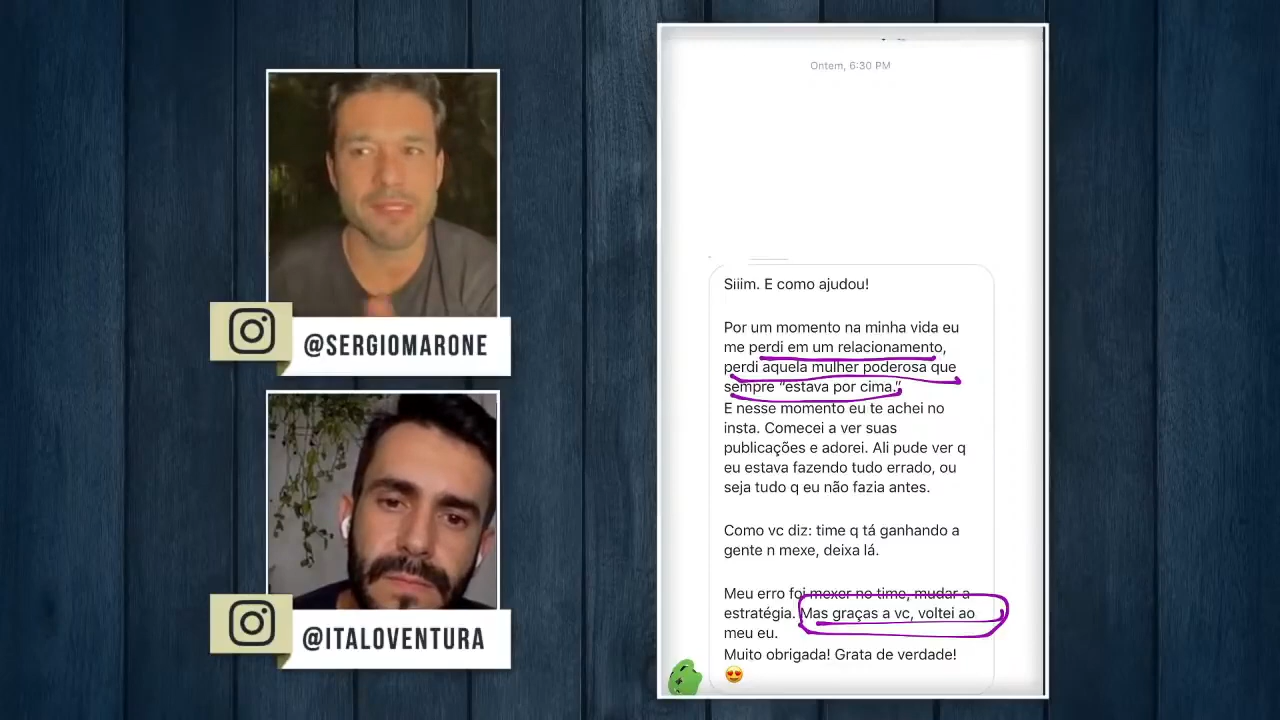 @SERGIOMARONE
@ITALOVENTURA
Ontem, 6:30 PM
Siiim. E como ajudou!
Por um momento na minha vida eu
me perdi em um relacionamento,
perdi aquela mulher poderosa que
sempre "estava por cima."
E nesse momento eu te achei no
insta. Comecei a ver suas
publicações e adorei. Ali pude ver q
eu estava fazendo tudo errado, ou
seja tudo q eu não fazia antes.
Como vc diz: time q tá ganhando a
gente n mexe, deixa lá.
Meu erro foi mexer no time, mudar a
estratégia. Mas graças a vc, voltei ao
meu eu.
Muito obrigada! Grata de verdade!
😍